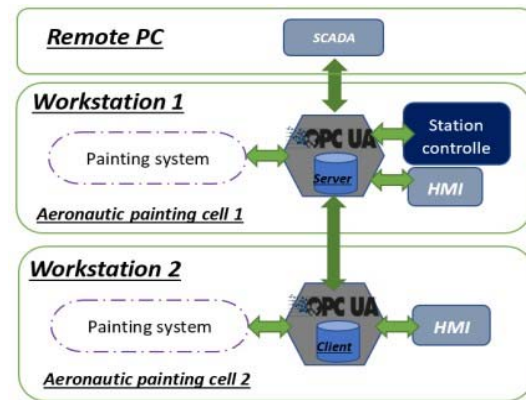 Remote PC
SCADA
Workstation 1
OPC UA
Server
Station
controlle
Painting system
HMI
Aeronautic painting cell 1
Workstation 2
OPC UA
Client
Painting system
HMI
Aeronautic painting cell 2